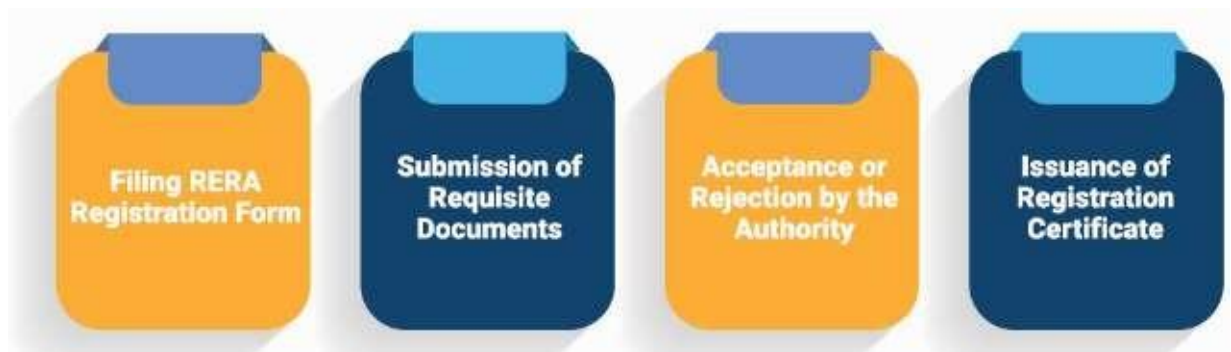 Filing RERA
Registration Form
Submission of
Requisite
Documents
Acceptance or
Rejection by the
Authority
Issuance of
Registration
Certificate